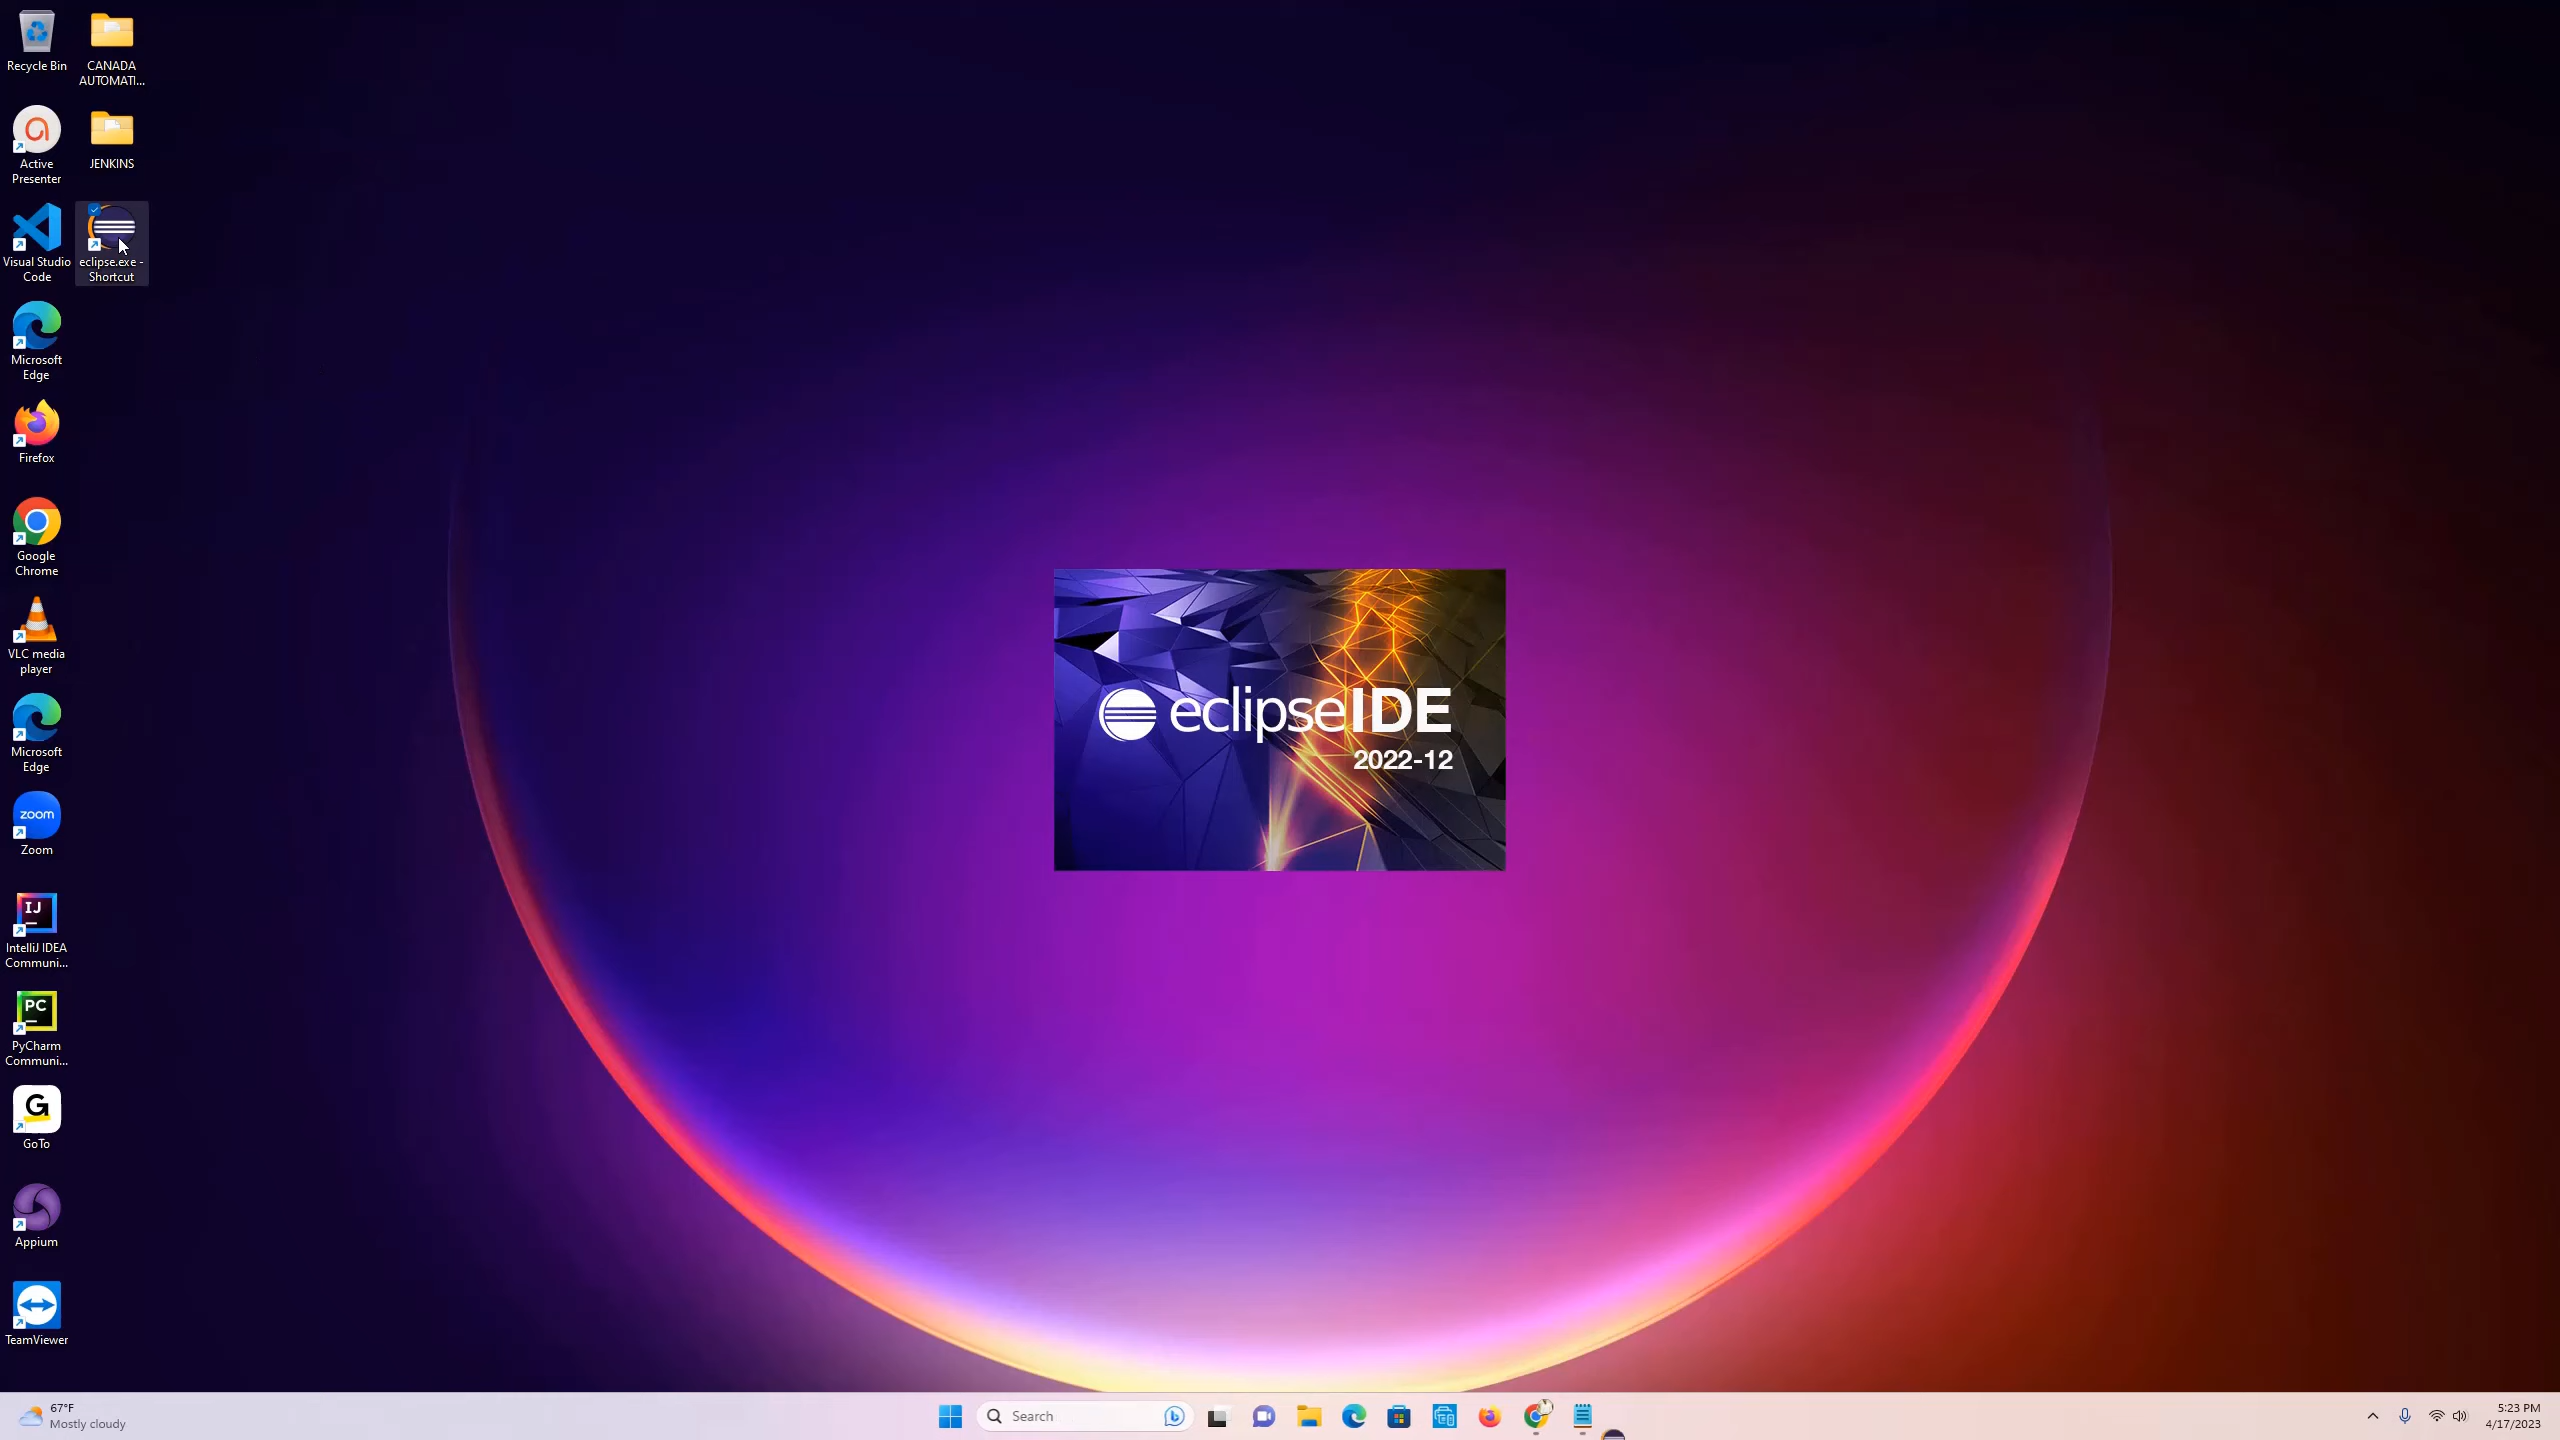 Recycle Bin
CANADA
AUTOMATI...
Active
Presenter
JENKINS
Visual Studio
Code
eclipse.exe -
Shortcut
Microsoft
Edge
Firefox
Google
Chrome
VLC media
player
Microsoft
Edge
zoom
Zoom
IJ
IntelliJ IDEA
Communi...
PC
PyCharm
Communi...
G
GoTo
Appium
TeamViewer
eclipseIDE
2022-12
67°F
Mostly cloudy
Search
5:23 PM
4/17/2023